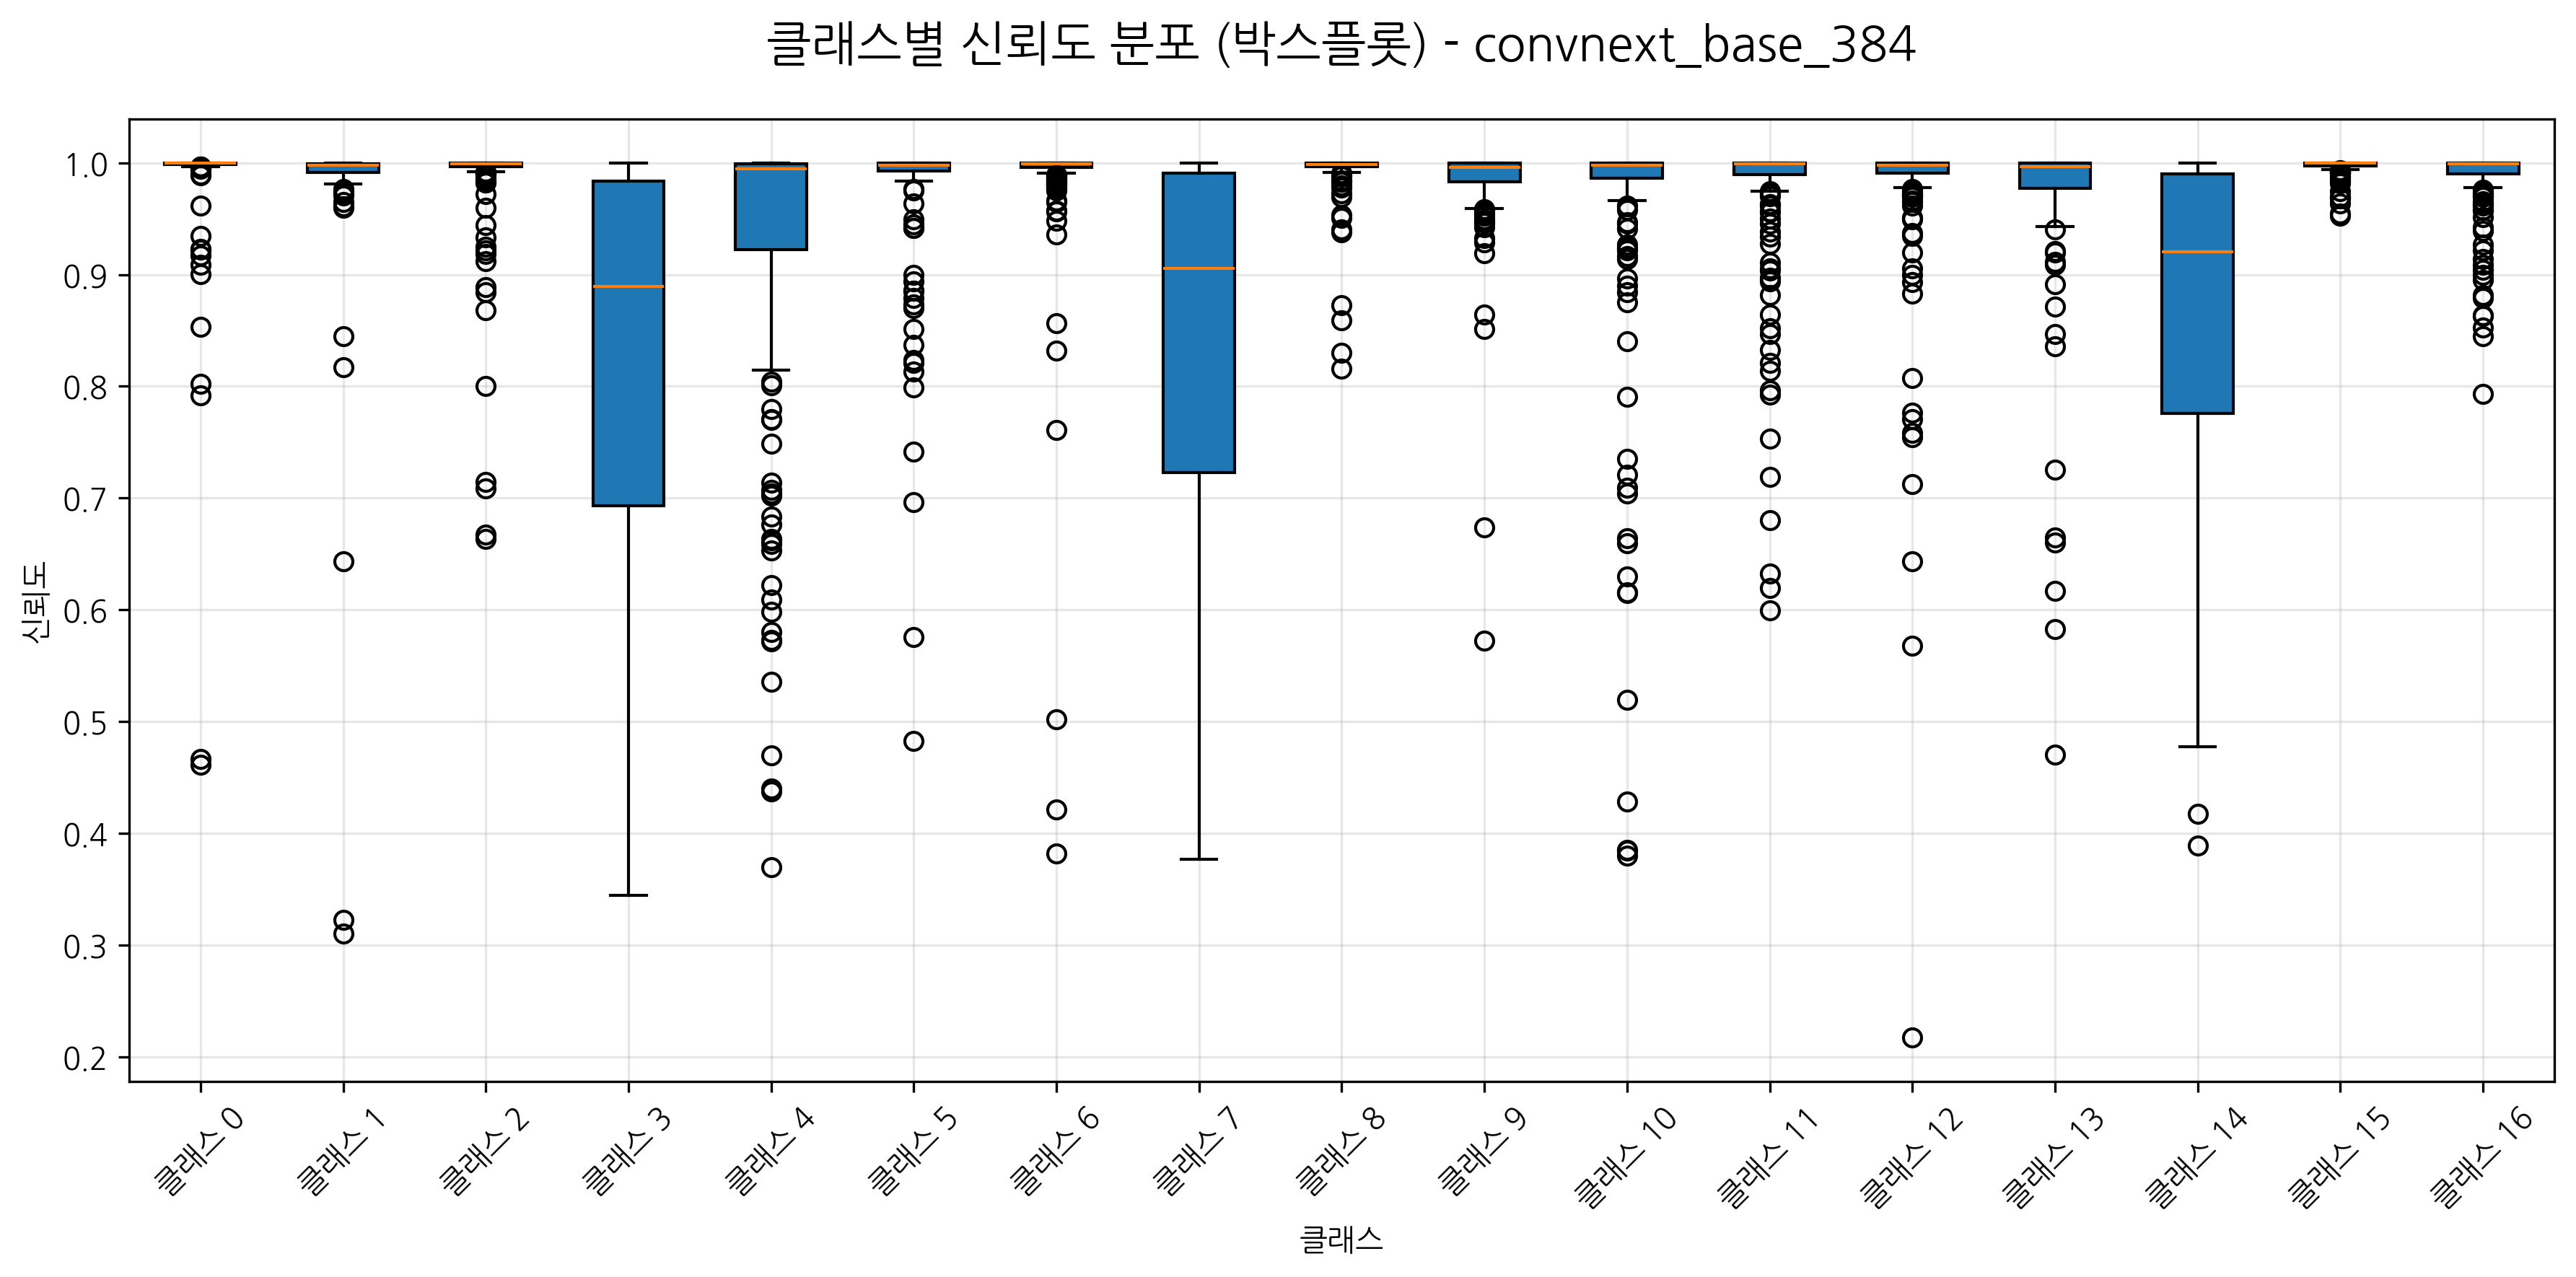 클래스별 신뢰도 분포 (박스플롯) - convnext_base_384
신뢰도
1.0
0.9
0.8
0.7
0.6
0.5
0.4
0.3
0.2
클래스 0
클래스 1
클래스 2
클래스 3
클래스 4
클래스 5
클래스 6
클래스 7
클래스 8
클래스 9
클래스 10
클래스 11
클래스 12
클래스 13
클래스 14
클래스 15
클래스 16
클래스